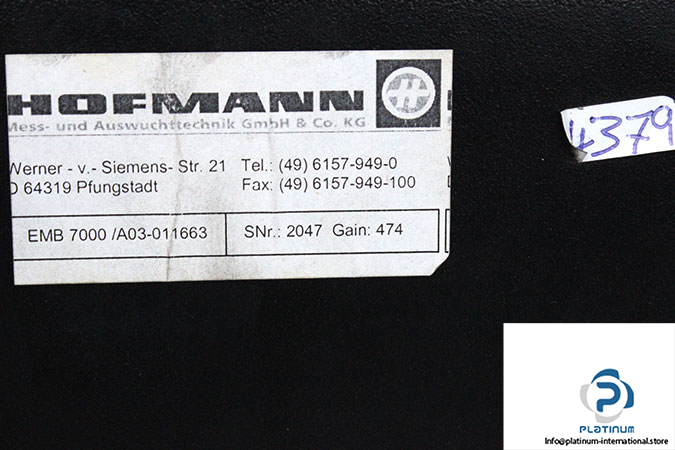 HOFMANN
Mess- und Auswuchttechnik GmbH & Co. KG
Werner - v.- Siemens- Str. 21 Tel.: (49) 6157-949-0
D 64319 Pfungstadt Fax: (49) 6157-949-100
EMB 7000 /A03-011663 SNr.: 2047 Gain: 474
4379
PLATINUM
info@platinum-international.store